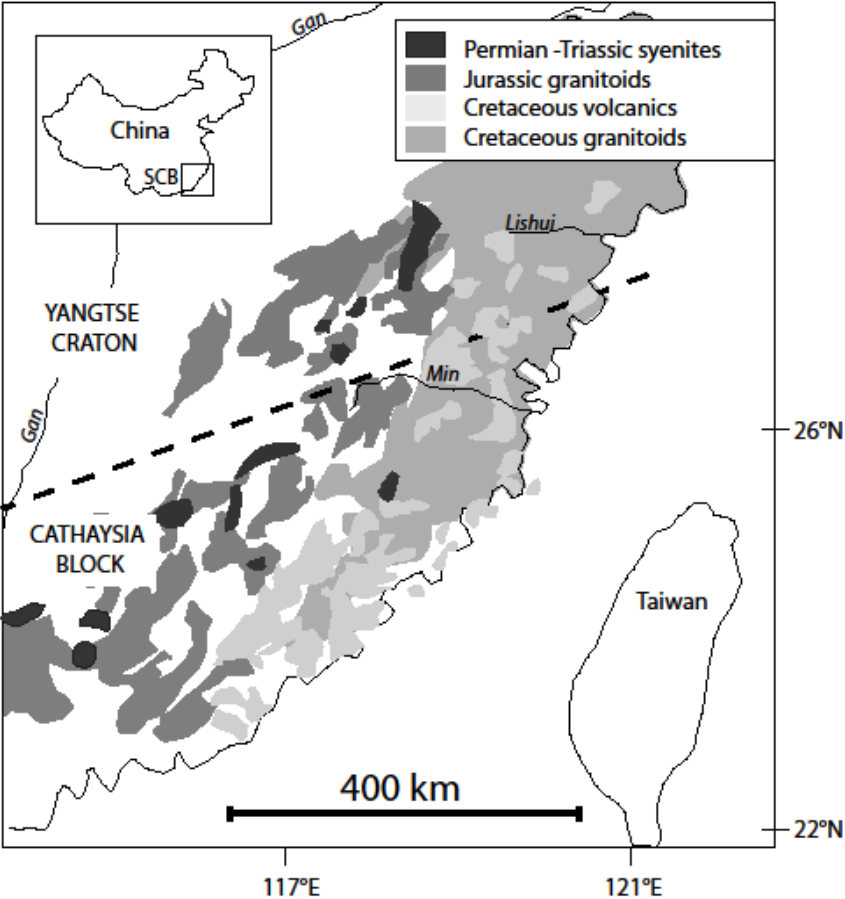 Gan
Permian -Triassic syenites
Jurassic granitoids
Cretaceous volcanics
Cretaceous granitoids
China
SCB
Lishui
YANGTSE
CRATON
Min
Gan
26°N
CATHAYSIA
BLOCK
Taiwan
400 km
22°N
117°E
121°E